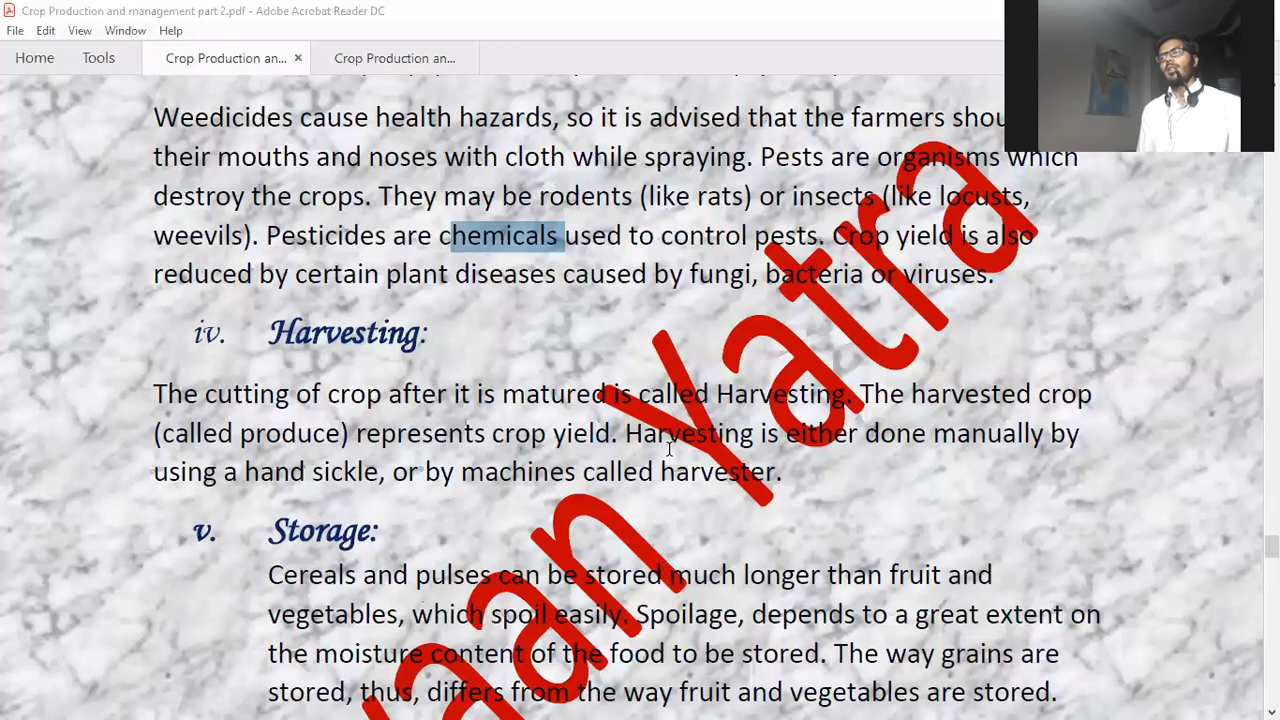 Crop Production and management part 2.pdf - Adobe Acrobat Reader DC
File Edit View Window Help
Home Tools Crop Production an... × Crop Production an...
Weedicides cause health hazards, so it is advised that the farmers shou
their mouths and noses with cloth while spraying. Pests are organisms which
destroy the crops. They may be rodents (like rats) or insects (like locusts,
weevils). Pesticides are chemicals used to control pests. Crop yield is also
reduced by certain plant diseases caused by fungi, bacteria or viruses.
iv. Harvesting:
The cutting of crop after it is matured is called Harvesting. The harvested crop
(called produce) represents crop yield. Harvesting is either done manually by
using a hand sickle, or by machines called harvester.
v. Storage:
Cereals and pulses can be stored much longer than fruit and
vegetables, which spoil easily. Spoilage, depends to a great extent on
the moisture content of the food to be stored. The way grains are
stored, thus, differs from the way fruit and vegetables are stored.
aan Yatra